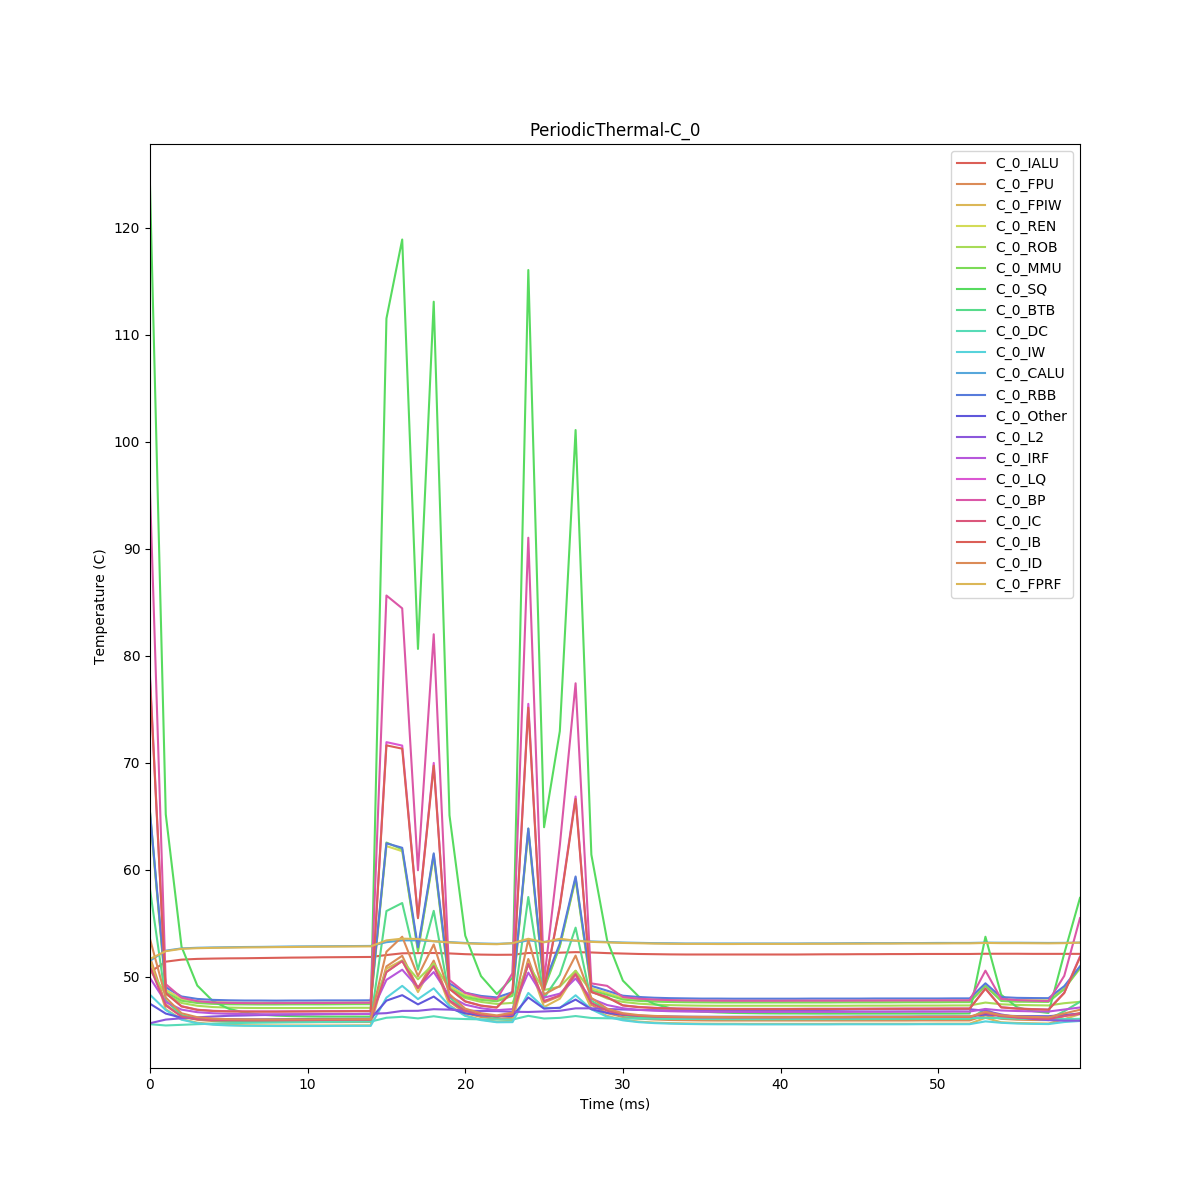 PeriodicThermal-C_0
C_0_IALU
C_0_FPU
C_0_FPIW
C_0_REN
C_0_ROB
C_0_MMU
C_0_SQ
C_0_BTB
C_0_DC
C_0_IW
C_0_CALU
C_0_RBB
C_0_Other
C_0_L2
C_0_IRF
C_0_LQ
C_0_BP
C_0_IC
C_0_IB
C_0_ID
C_0_FPRF
Temperature (C)
120
110
100
90
80
70
60
50
0 10 20 30 40 50
Time (ms)